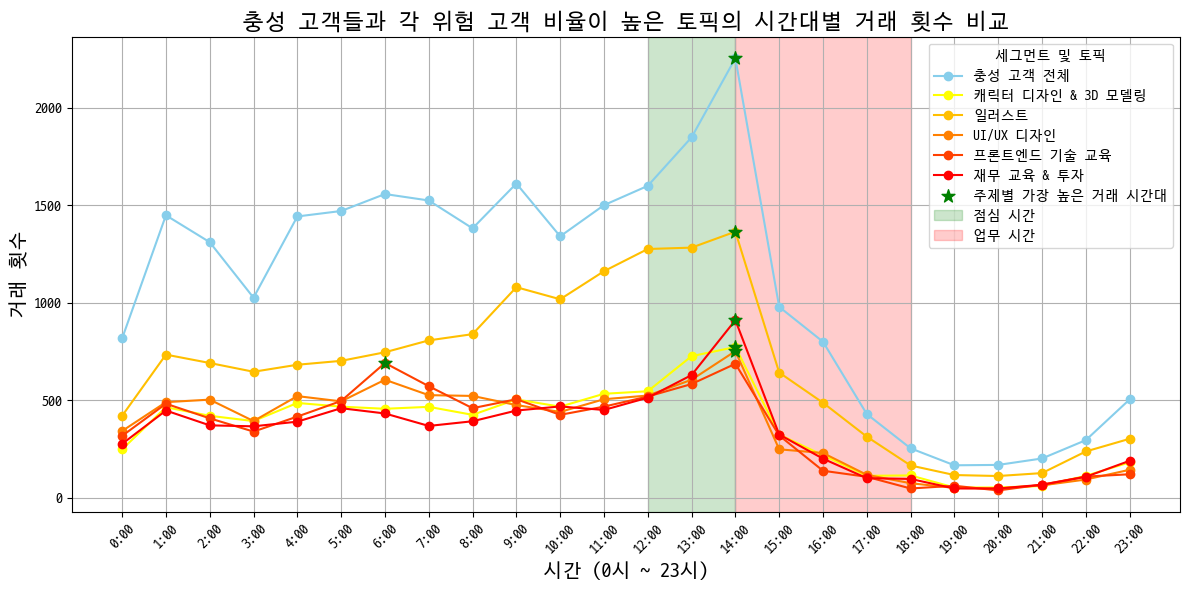 충성 고객들과 각 위험 고객 비율이 높은 토픽의 시간대별 거래 횟수 비교
거래 횟수
2000
1500
1000
500
0
세그먼트 및 토픽
충성 고객 전체
캐릭터 디자인 & 3D 모델링
일러스트
UI/UX 디자인
프론트엔드 기술 교육
재무 교육 & 투자
주제별 가장 높은 거래 시간대
점심 시간
업무 시간
0:00 1:00 2:00 3:00 4:00 5:00 6:00 7:00 8:00 9:00 10:00 11:00 12:00 13:00 14:00 15:00 16:00 17:00 18:00 19:00 20:00 21:00 22:00 23:00
시간 (0시 ~ 23시)